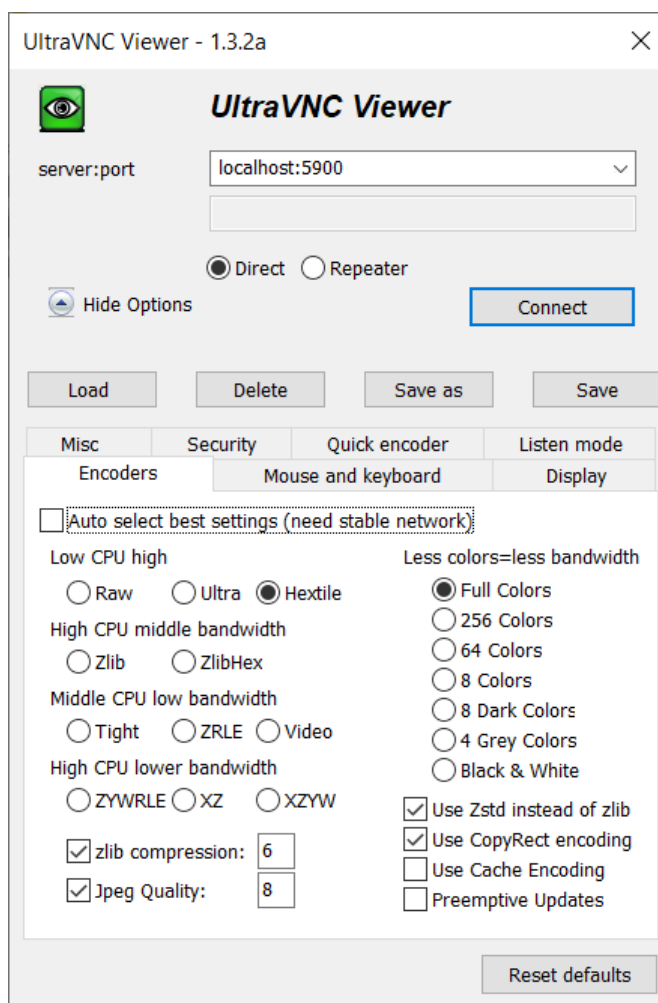 UltraVNC Viewer - 1.3.2a
UltraVNC Viewer
server:port localhost:5900
Direct Repeater
Hide Options Connect
Load Delete Save as Save
Misc Security Quick encoder Listen mode
Encoders Mouse and keyboard Display
Auto select best settings (need stable network)
Low CPU high
Raw Ultra Hextile
High CPU middle bandwidth
Zlib ZlibHex
Middle CPU low bandwidth
Tight ZRLE Video
High CPU lower bandwidth
ZYWRLE XZ XZYW
zlib compression: 6
Jpeg Quality: 8
Less colors=less bandwidth
Full Colors
256 Colors
64 Colors
8 Colors
8 Dark Colors
4 Grey Colors
Black & White
Use Zstd instead of zlib
Use CopyRect encoding
Use Cache Encoding
Preemptive Updates
Reset defaults